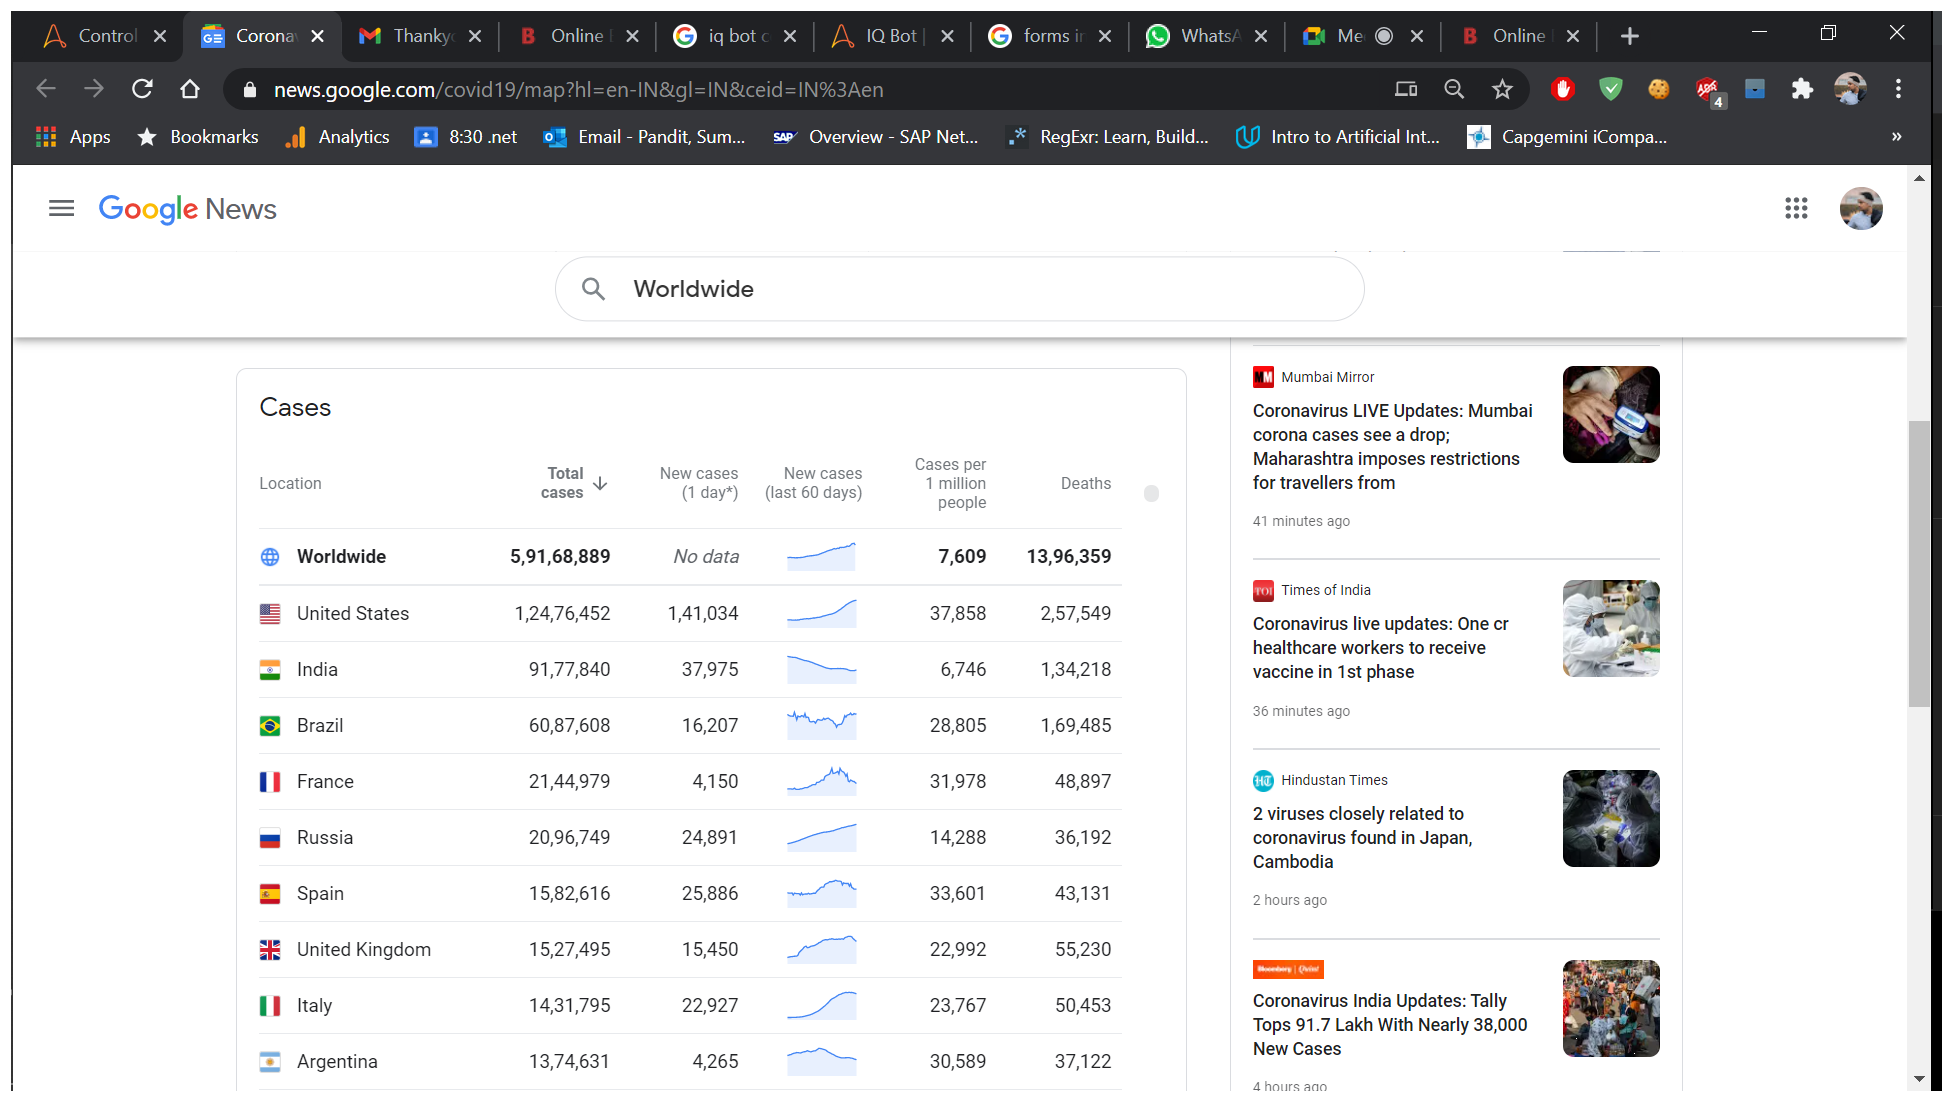 Control
Corona
Thanky
Online
iq bot c
IQ Bot |
forms i
WhatsA
Me
Online
news.google.com/covid19/map?hl=en-IN&gl=IN&ceid=IN%3Aen
4
Apps
Bookmarks
Analytics
8:30 .net
Email - Pandit, Sum...
SAP
Overview - SAP Net...
RegExr: Learn, Build...
Intro to Artificial Int...
Capgemini iCompa...
»
Google News
Worldwide
Cases
Location
Total
cases
New cases
(1 day*)
New cases
(last 60 days)
Cases per
1 million
people
Deaths
Worldwide 5,91,68,889 No data 7,609 13,96,359
United States 1,24,76,452 1,41,034 37,858 2,57,549
India 91,77,840 37,975 6,746 1,34,218
Brazil 60,87,608 16,207 28,805 1,69,485
France 21,44,979 4,150 31,978 48,897
Russia 20,96,749 24,891 14,288 36,192
Spain 15,82,616 25,886 33,601 43,131
United Kingdom 15,27,495 15,450 22,992 55,230
Italy 14,31,795 22,927 23,767 50,453
Argentina 13,74,631 4,265 30,589 37,122
Mumbai Mirror
Coronavirus LIVE Updates: Mumbai
corona cases see a drop;
Maharashtra imposes restrictions
for travellers from
41 minutes ago
TOI Times of India
Coronavirus live updates: One cr
healthcare workers to receive
vaccine in 1st phase
36 minutes ago
HT Hindustan Times
2 viruses closely related to
coronavirus found in Japan,
Cambodia
2 hours ago
Bloomberg | Quint
Coronavirus India Updates: Tally
Tops 91.7 Lakh With Nearly 38,000
New Cases
4 hours ago